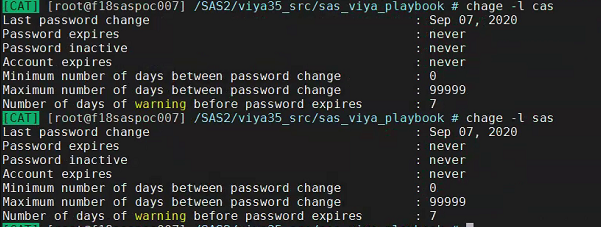 [CAT] [root@f18saspoc007] /SAS2/viya35_src/sas_viya_playbook # chage -l cas
Last password change : Sep 07, 2020
Password expires : never
Password inactive : never
Account expires : never
Minimum number of days between password change : 0
Maximum number of days between password change : 99999
Number of days of warning before password expires : 7
[CAT] [root@f18saspoc007] /SAS2/viya35_src/sas_viya_playbook # chage -l sas
Last password change : Sep 07, 2020
Password expires : never
Password inactive : never
Account expires : never
Minimum number of days between password change : 0
Maximum number of days between password change : 99999
Number of days of warning before password expires : 7
[CAT] [root@f18saspoc007] /SAS2/viya35_src/sas_viya_playbook #